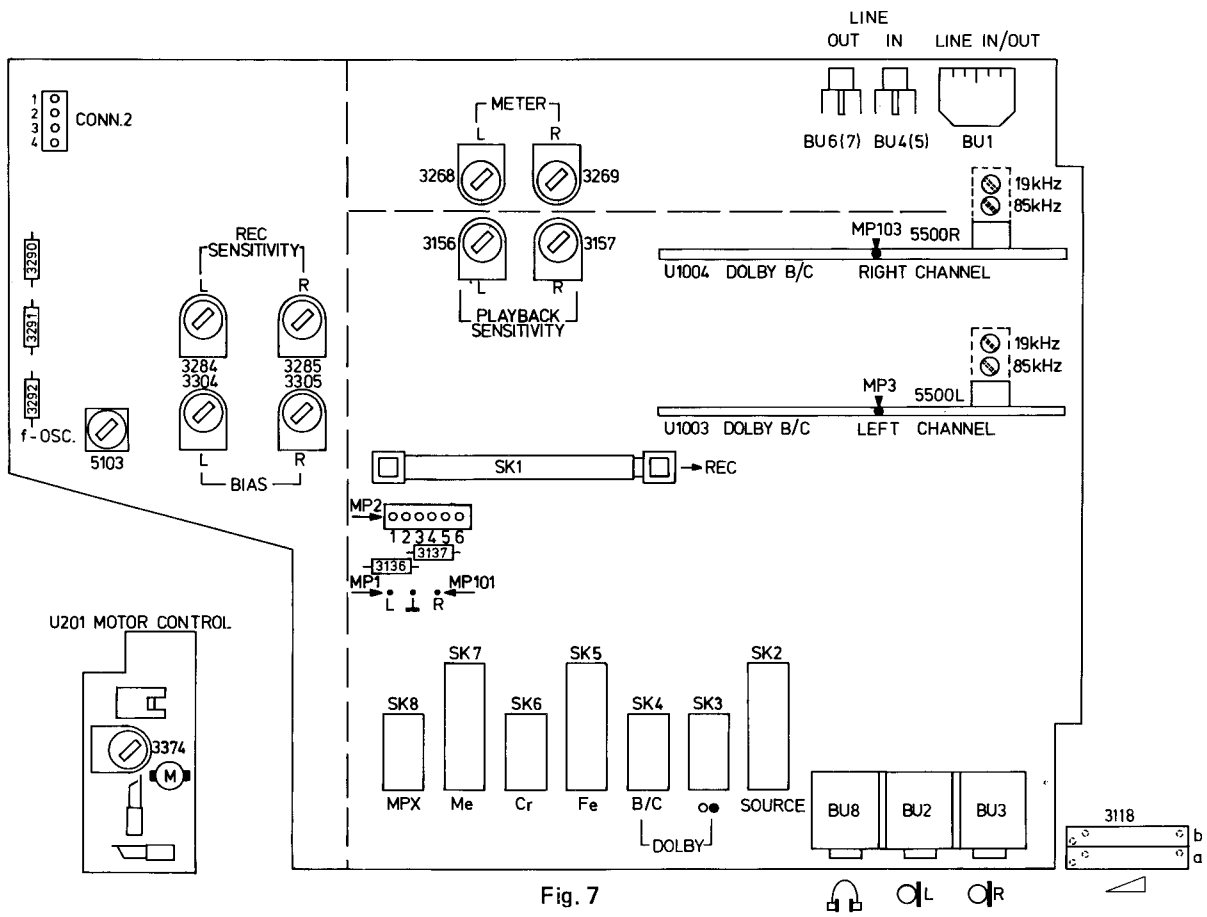 LINE
OUT IN LINE IN/OUT
BU6(7) BU4(5) BU1
1
2
3
4
CONN.2
METER
L R
3268 3269
3156 3157
L R
PLAYBACK
SENSITIVITY
19kHz
85kHz
MP103 5500R
U1004 DOLBY B/C RIGHT CHANNEL
3290
3291
3292
REC
SENSITIVITY
L R
3284 3285
3304 3305
L R
BIAS
f-OSC.
5103
19kHz
85kHz
MP3 5500L
U1003 DOLBY B/C LEFT CHANNEL
SK1 REC
MP2
1 2 3 4 5 6
3137
3136
MP1 MP101
L R
U201 MOTOR CONTROL
3374
M
SK7 SK5 SK2
SK8 SK6 SK4 SK3
MPX Me Cr Fe B/C SOURCE
DOLBY
BU8 BU2 BU3
3118
b
a
L R
Fig. 7